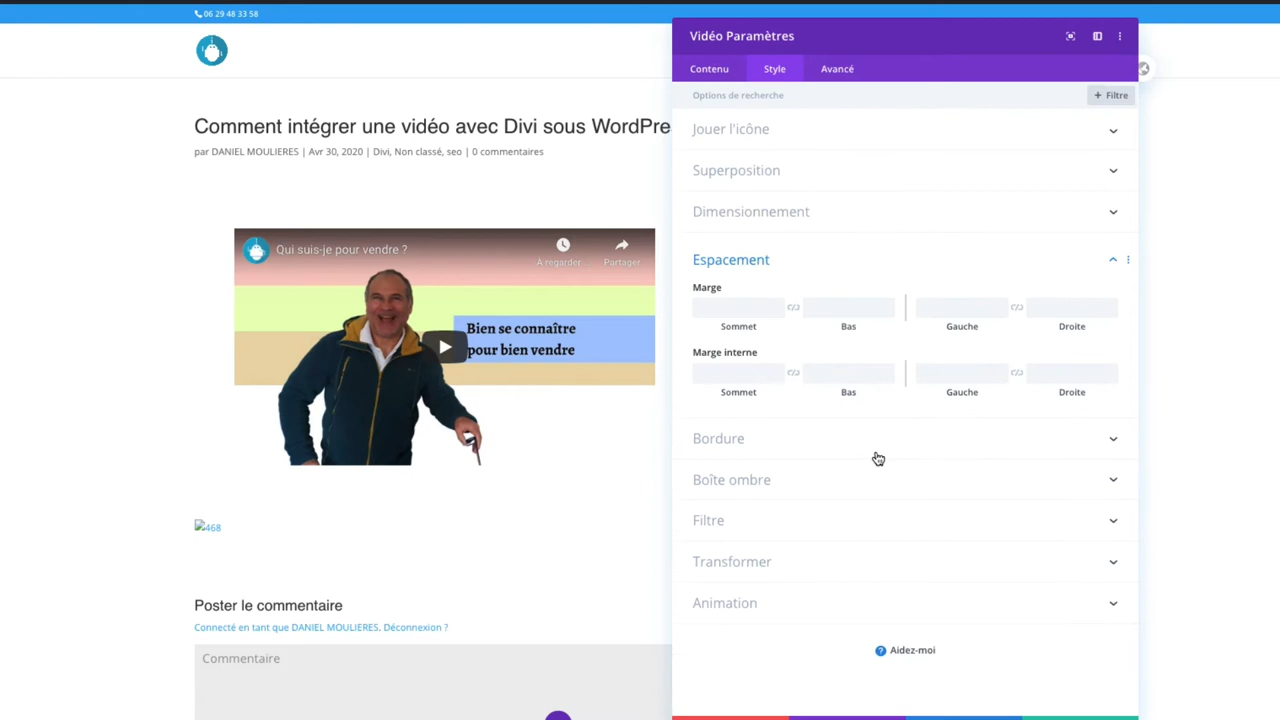 06 29 48 33 58
Vidéo Paramètres
Contenu
Style
Avancé
Options de recherche
+ Filtre
Comment intégrer une vidéo avec Divi sous WordPre
par DANIEL MOULIERES | Avr 30, 2020 | Divi, Non classé, seo | 0 commentaires
Qui suis-je pour vendre ?
À regarder ...
Partager
Bien se connaître
pour bien vendre
468
Poster le commentaire
Connecté en tant que DANIEL MOULIERES. Déconnexion ?
Commentaire
Jouer l'icône
Superposition
Dimensionnement
Espacement
Marge
Sommet
Bas
Gauche
Droite
Marge interne
Sommet
Bas
Gauche
Droite
Bordure
Boîte ombre
Filtre
Transformer
Animation
Aidez-moi